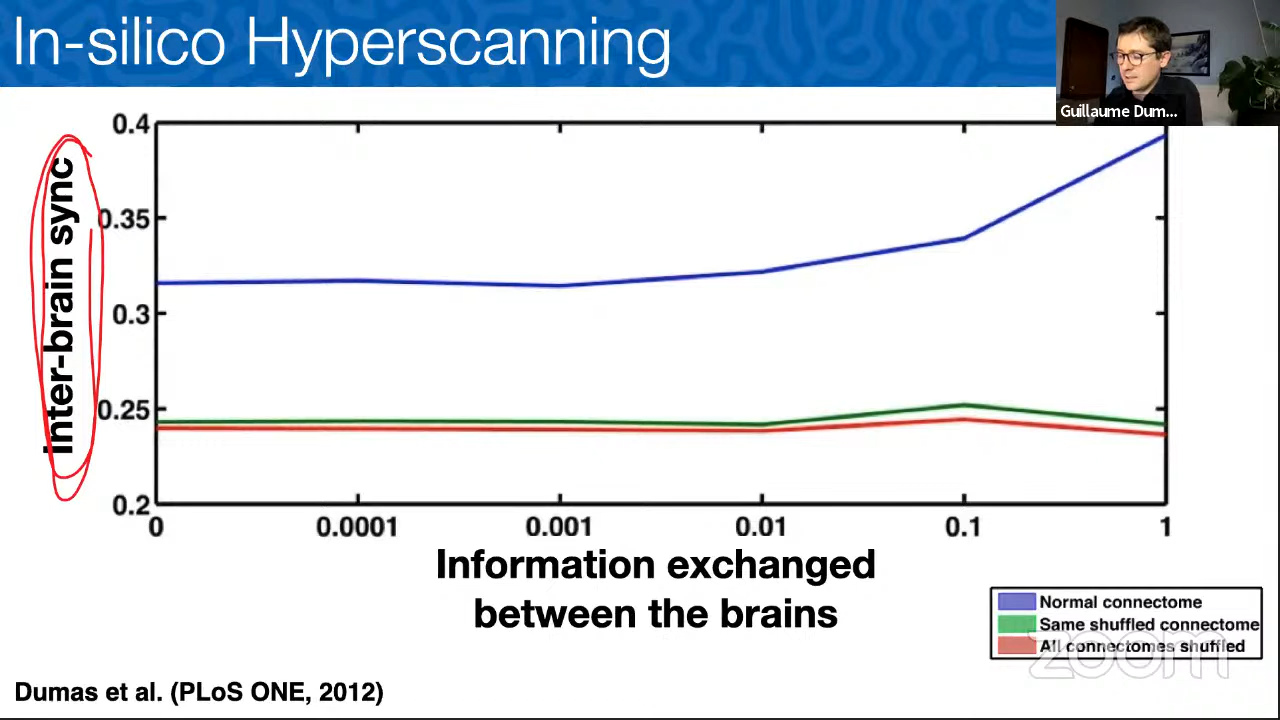 In-silico Hyperscanning
Guillaume Dum...
Inter-brain sync
0.4
0.35
0.3
0.25
0.2
0 0.0001 0.001 0.01 0.1 1
Information exchanged
between the brains
Normal connectome
Same shuffled connectome
All connectomes shuffled
zoom
Dumas et al. (PLoS ONE, 2012)